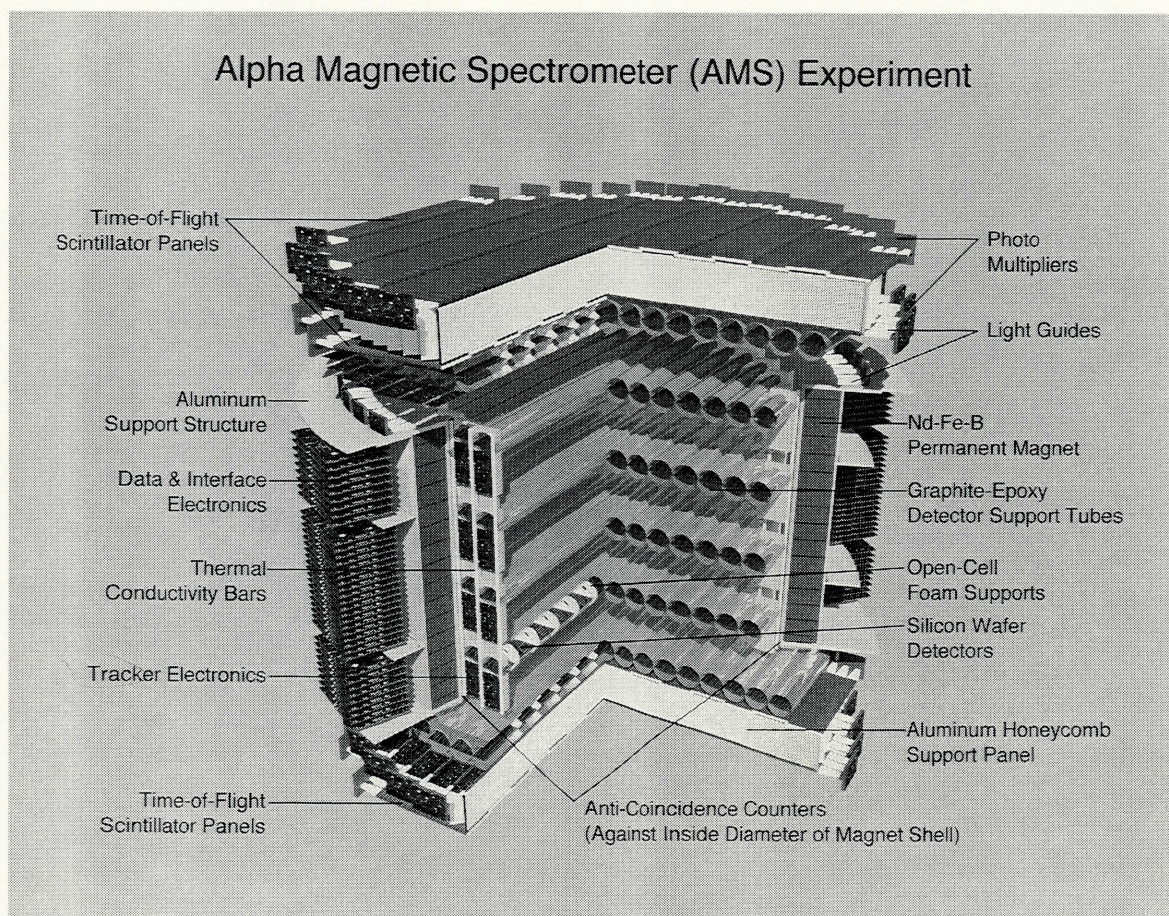 Alpha Magnetic Spectrometer (AMS) Experiment
Time-of-Flight
Scintillator Panels
Photo
Multipliers
Light Guides
Aluminum
Support Structure
Nd-Fe-B
Permanent Magnet
Data & Interface
Electronics
Graphite-Epoxy
Detector Support Tubes
Thermal
Conductivity Bars
Open-Cell
Foam Supports
Silicon Wafer
Detectors
Tracker Electronics
Aluminum Honeycomb
Support Panel
Time-of-Flight
Scintillator Panels
Anti-Coincidence Counters
(Against Inside Diameter of Magnet Shell)